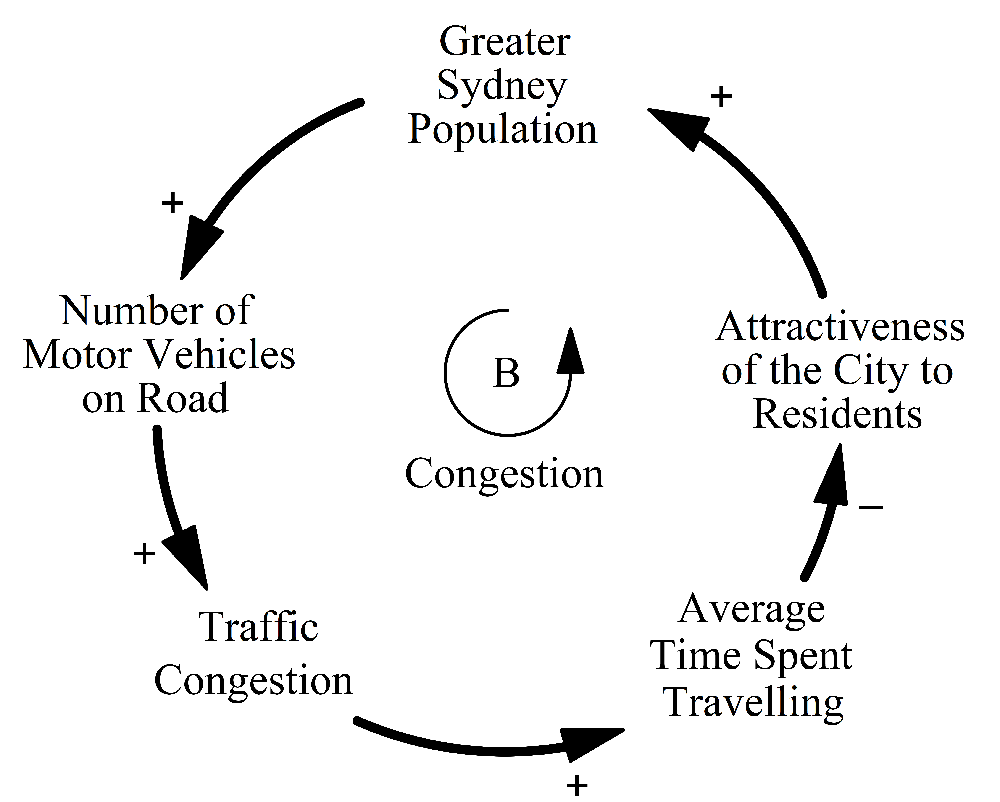 Greater
Sydney
Population
+
+
Number of
Motor Vehicles
on Road
Attractiveness
of the City to
Residents
B
Congestion
+
–
Traffic
Congestion
Average
Time Spent
Travelling
+